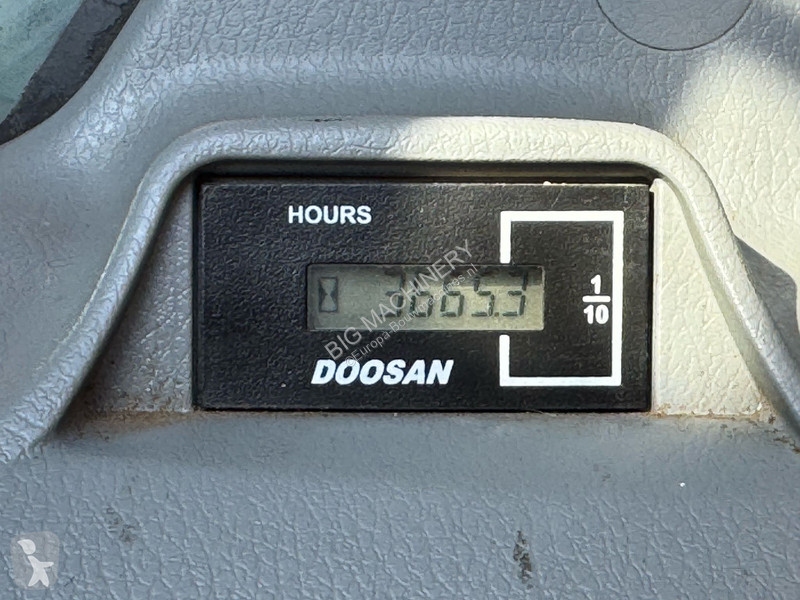 HOURS
3665.3
1
10
DOOSAN
BIG MACHINERY